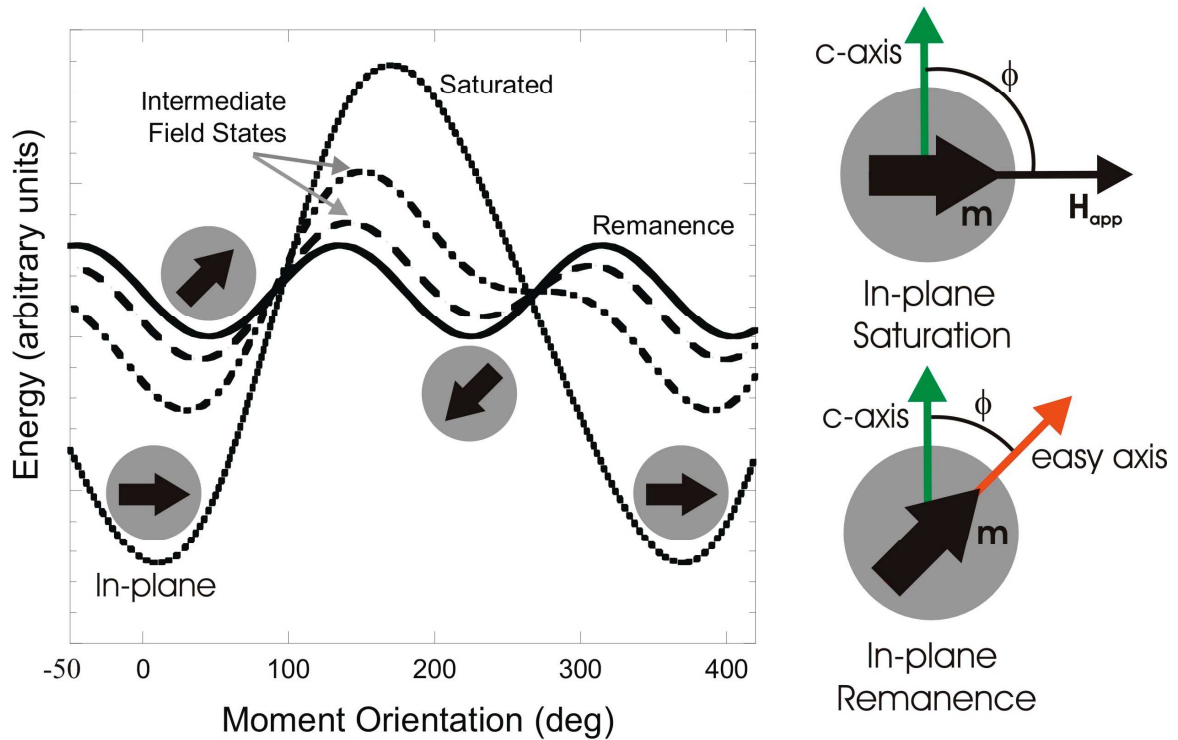 Energy (arbitrary units)
Intermediate
Field States
Saturated
Remanence
In-plane
-50
0
100
200
300
400
Moment Orientation (deg)
c-axis
ϕ
m
H_app
In-plane
Saturation
c-axis
ϕ
easy axis
m
In-plane
Remanence